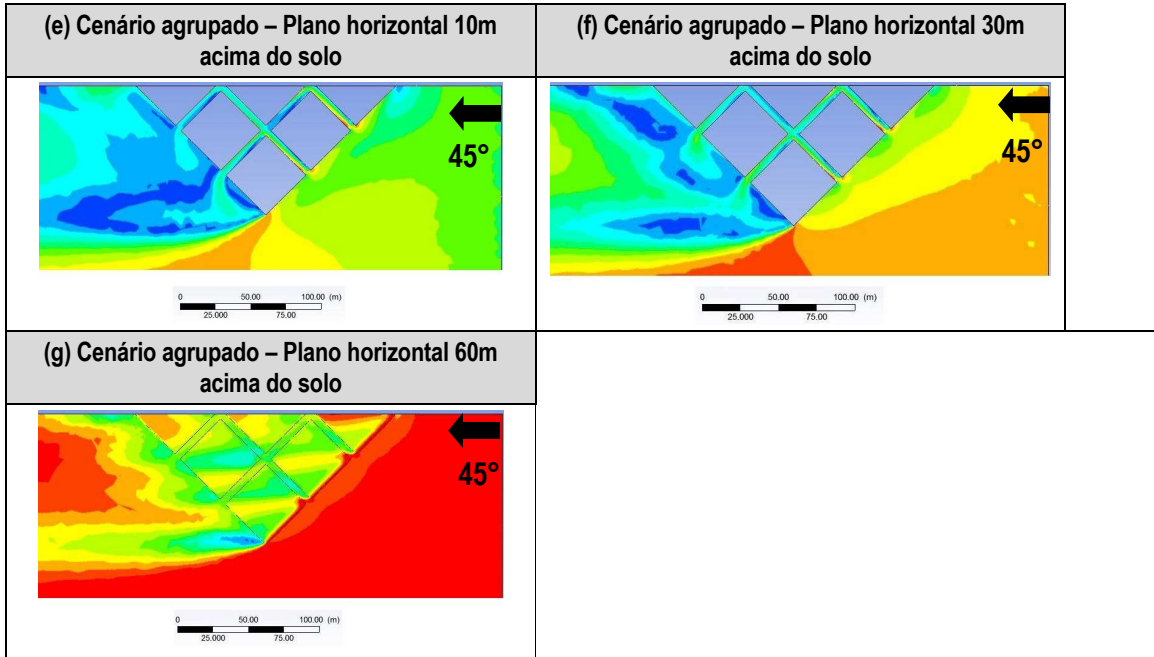 (e) Cenário agrupado – Plano horizontal 10m
acima do solo
(f) Cenário agrupado – Plano horizontal 30m
acima do solo
45°
45°
0 50.00 100.00 (m)
25.000 75.00
0 50.00 100.00 (m)
25.000 75.00
(g) Cenário agrupado – Plano horizontal 60m
acima do solo
45°
0 50.00 100.00 (m)
25.000 75.00